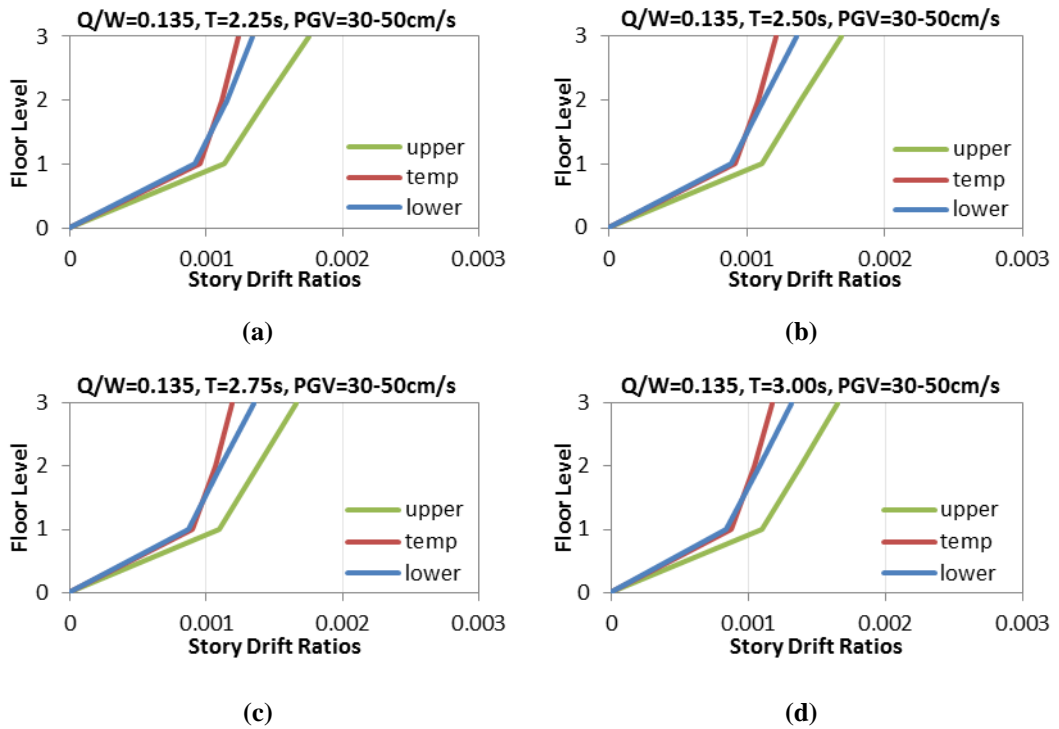 Q/W=0.135, T=2.25s, PGV=30-50cm/s
3
2
1
0
Floor Level
upper
temp
lower
0 0.001 0.002 0.003
Story Drift Ratios
(a)
Q/W=0.135, T=2.50s, PGV=30-50cm/s
3
2
1
0
Floor Level
upper
temp
lower
0 0.001 0.002 0.003
Story Drift Ratios
(b)
Q/W=0.135, T=2.75s, PGV=30-50cm/s
3
2
1
0
Floor Level
upper
temp
lower
0 0.001 0.002 0.003
Story Drift Ratios
(c)
Q/W=0.135, T=3.00s, PGV=30-50cm/s
3
2
1
0
Floor Level
upper
temp
lower
0 0.001 0.002 0.003
Story Drift Ratios
(d)